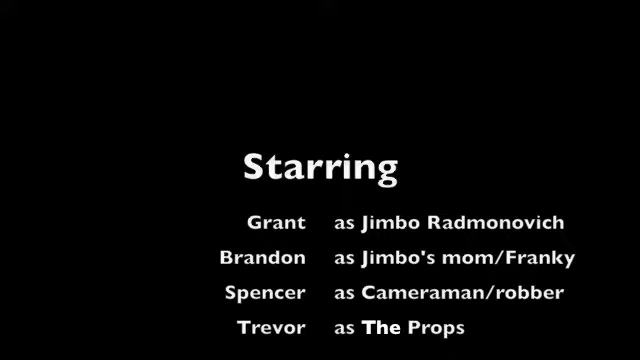 Starring
Grant as Jimbo Radmonovich
Brandon as Jimbo's mom/Franky
Spencer as Cameraman/robber
Trevor as The Props